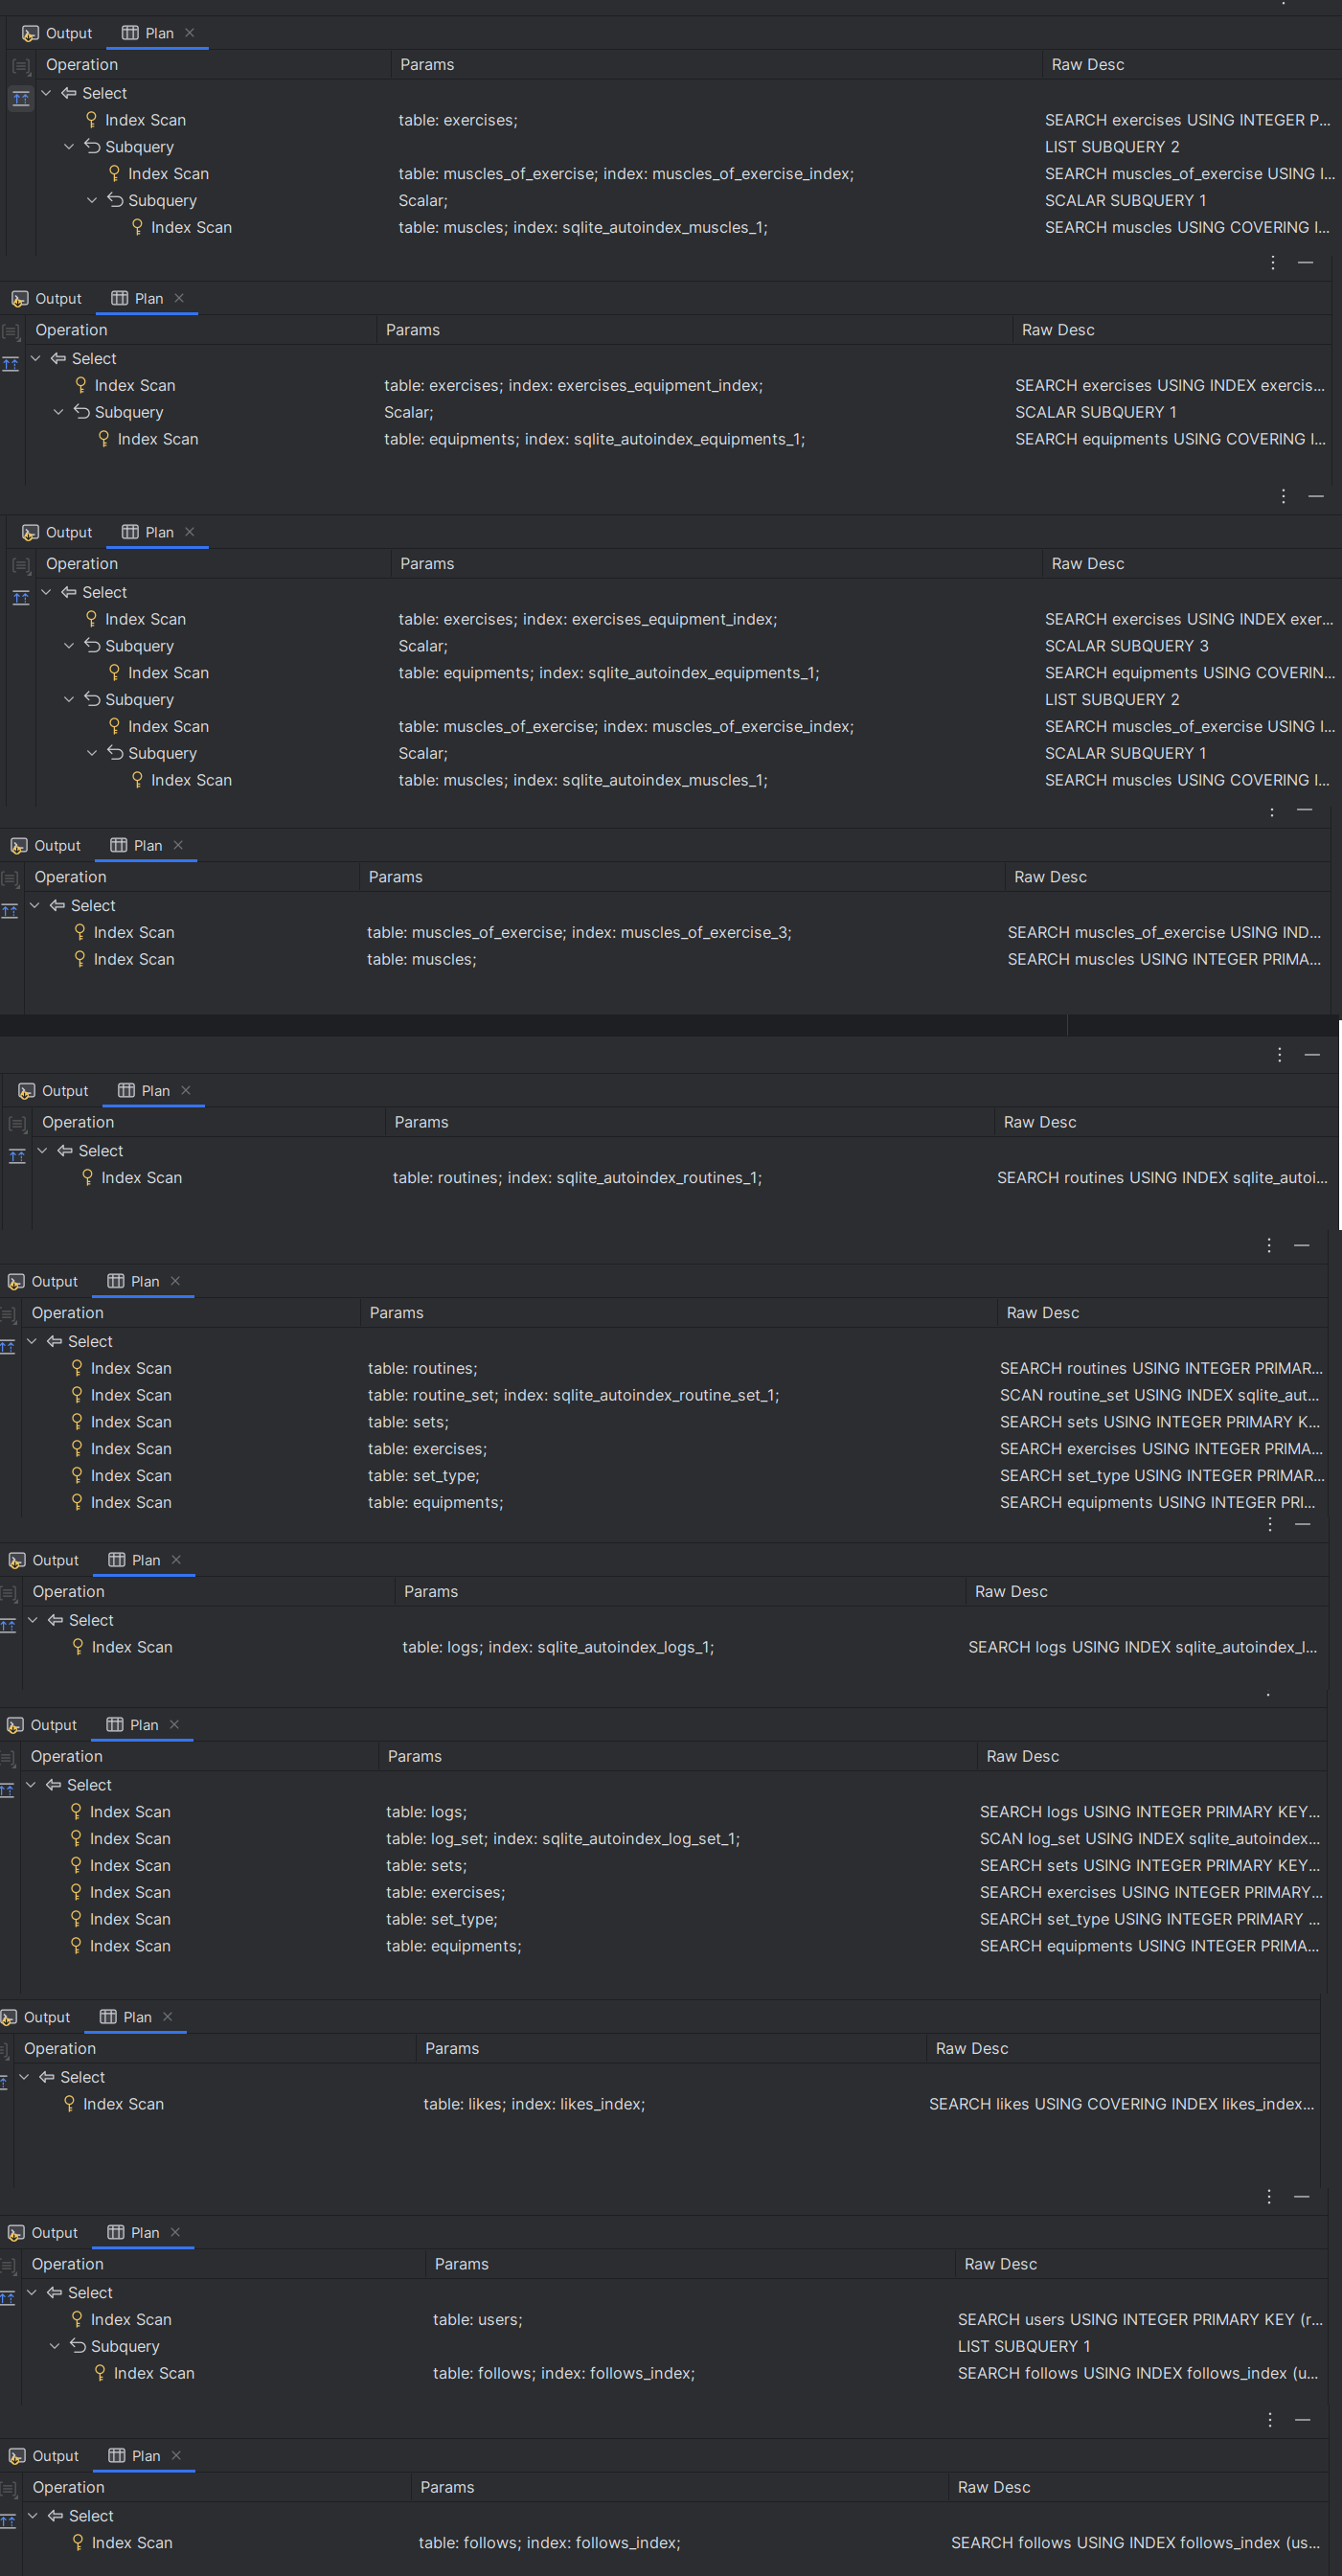 Output Plan
Operation Params Raw Desc
Select
Index Scan table: exercises; SEARCH exercises USING INTEGER P...
Subquery LIST SUBQUERY 2
Index Scan table: muscles_of_exercise; index: muscles_of_exercise_index; SEARCH muscles_of_exercise USING I...
Subquery Scalar; SCALAR SUBQUERY 1
Index Scan table: muscles; index: sqlite_autoindex_muscles_1; SEARCH muscles USING COVERING I...
Output Plan
Operation Params Raw Desc
Select
Index Scan table: exercises; index: exercises_equipment_index; SEARCH exercises USING INDEX exercis...
Subquery Scalar; SCALAR SUBQUERY 1
Index Scan table: equipments; index: sqlite_autoindex_equipments_1; SEARCH equipments USING COVERING I...
Output Plan
Operation Params Raw Desc
Select
Index Scan table: exercises; index: exercises_equipment_index; SEARCH exercises USING INDEX exer...
Subquery Scalar; SCALAR SUBQUERY 3
Index Scan table: equipments; index: sqlite_autoindex_equipments_1; SEARCH equipments USING COVERIN...
Subquery LIST SUBQUERY 2
Index Scan table: muscles_of_exercise; index: muscles_of_exercise_index; SEARCH muscles_of_exercise USING I...
Subquery Scalar; SCALAR SUBQUERY 1
Index Scan table: muscles; index: sqlite_autoindex_muscles_1; SEARCH muscles USING COVERING I...
Output Plan
Operation Params Raw Desc
Select
Index Scan table: muscles_of_exercise; index: muscles_of_exercise_3; SEARCH muscles_of_exercise USING IND...
Index Scan table: muscles; SEARCH muscles USING INTEGER PRIMA...
Output Plan
Operation Params Raw Desc
Select
Index Scan table: routines; index: sqlite_autoindex_routines_1; SEARCH routines USING INDEX sqlite_autoi...
Output Plan
Operation Params Raw Desc
Select
Index Scan table: routines; SEARCH routines USING INTEGER PRIMAR...
Index Scan table: routine_set; index: sqlite_autoindex_routine_set_1; SCAN routine_set USING INDEX sqlite_aut...
Index Scan table: sets; SEARCH sets USING INTEGER PRIMARY K...
Index Scan table: exercises; SEARCH exercises USING INTEGER PRIMA...
Index Scan table: set_type; SEARCH set_type USING INTEGER PRIMAR...
Index Scan table: equipments; SEARCH equipments USING INTEGER PRI...
Output Plan
Operation Params Raw Desc
Select
Index Scan table: logs; index: sqlite_autoindex_logs_1; SEARCH logs USING INDEX sqlite_autoindex_l...
Output Plan
Operation Params Raw Desc
Select
Index Scan table: logs; SEARCH logs USING INTEGER PRIMARY KEY...
Index Scan table: log_set; index: sqlite_autoindex_log_set_1; SCAN log_set USING INDEX sqlite_autoindex...
Index Scan table: sets; SEARCH sets USING INTEGER PRIMARY KEY...
Index Scan table: exercises; SEARCH exercises USING INTEGER PRIMARY...
Index Scan table: set_type; SEARCH set_type USING INTEGER PRIMARY ...
Index Scan table: equipments; SEARCH equipments USING INTEGER PRIMA...
Output Plan
Operation Params Raw Desc
Select
Index Scan table: likes; index: likes_index; SEARCH likes USING COVERING INDEX likes_index...
Output Plan
Operation Params Raw Desc
Select
Index Scan table: users; SEARCH users USING INTEGER PRIMARY KEY (r...
Subquery LIST SUBQUERY 1
Index Scan table: follows; index: follows_index; SEARCH follows USING INDEX follows_index (u...
Output Plan
Operation Params Raw Desc
Select
Index Scan table: follows; index: follows_index; SEARCH follows USING INDEX follows_index (us...